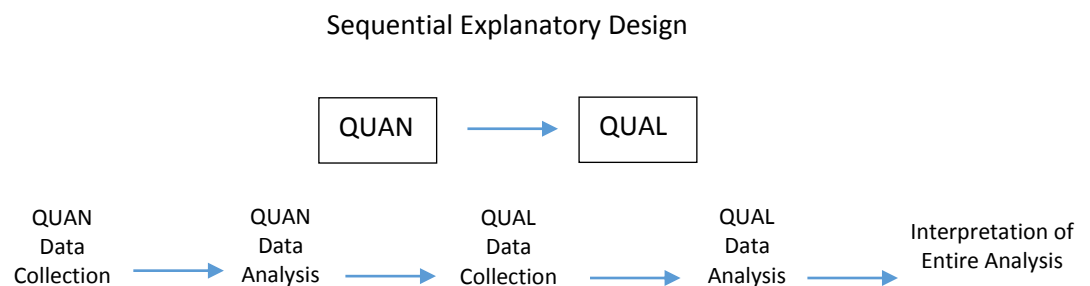 Sequential Explanatory Design
QUAN
QUAL
QUAN
Data
Collection
QUAN
Data
Analysis
QUAL
Data
Collection
QUAL
Data
Analysis
Interpretation of
Entire Analysis